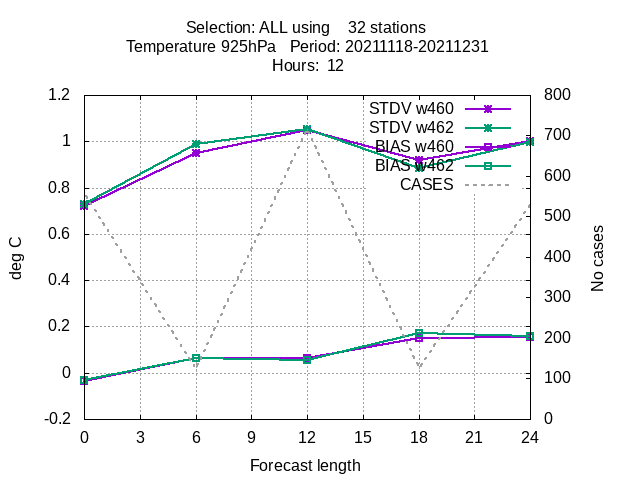 Selection: ALL using 32 stations
Temperature 925hPa Period: 20211118-20211231
Hours: 12
STDV w460
STDV w462
BIAS w460
BIAS w462
CASES
1.2
1
0.8
0.6
0.4
0.2
0
-0.2
deg C
800
700
600
500
400
300
200
100
0
No cases
0 3 6 9 12 15 18 21 24
Forecast length